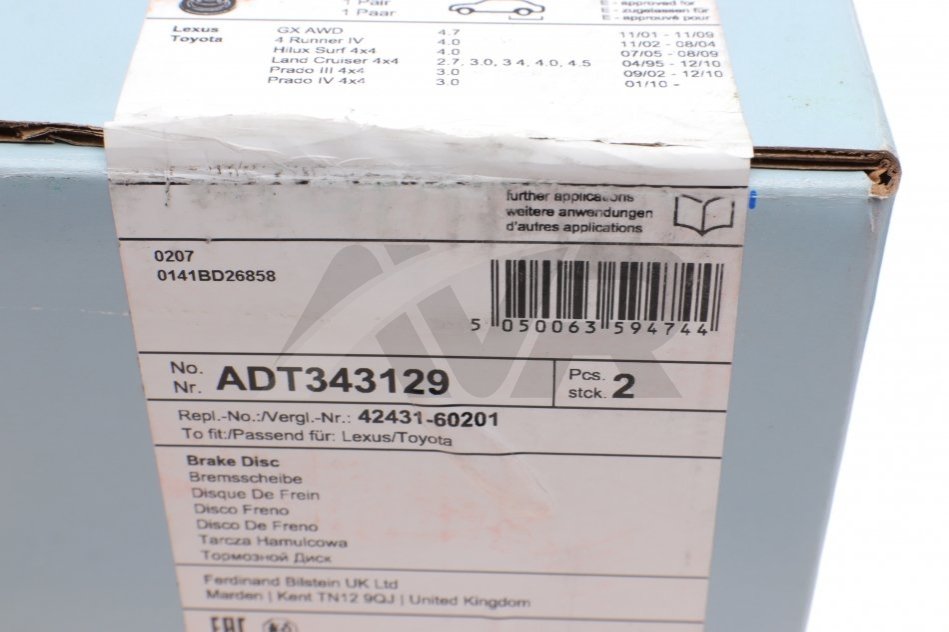 1 Pair
1 Paar
E - approved for
E - zugelassen für
E - approuvé pour
Lexus GX AWD 4.7 11/01 - 11/09
Toyota 4 Runner IV 4.0 11/02 - 08/04
Hilux Surf 4x4 4.0 07/05 - 08/09
Land Cruiser 4x4 2.7, 3.0, 3.4, 4.0, 4.5 04/95 - 12/10
Prado III 4x4 3.0 09/02 - 12/10
Prado IV 4x4 3.0 01/10 -
further applications
weitere anwendungen
d'autres applications
0207
0141BD26858
5 050063 594744
No. Nr. ADT343129 Pcs. stck. 2
Repl.-No.:/Vergl.-Nr.: 42431-60201
To fit:/Passend für: Lexus/Toyota
Brake Disc
Bremsscheibe
Disque De Frein
Disco Freno
Disco De Freno
Tarcza Hamulcowa
Тормозной Диск
Ferdinand Bilstein UK Ltd
Marden | Kent TN12 9QJ | United Kingdom
EAC